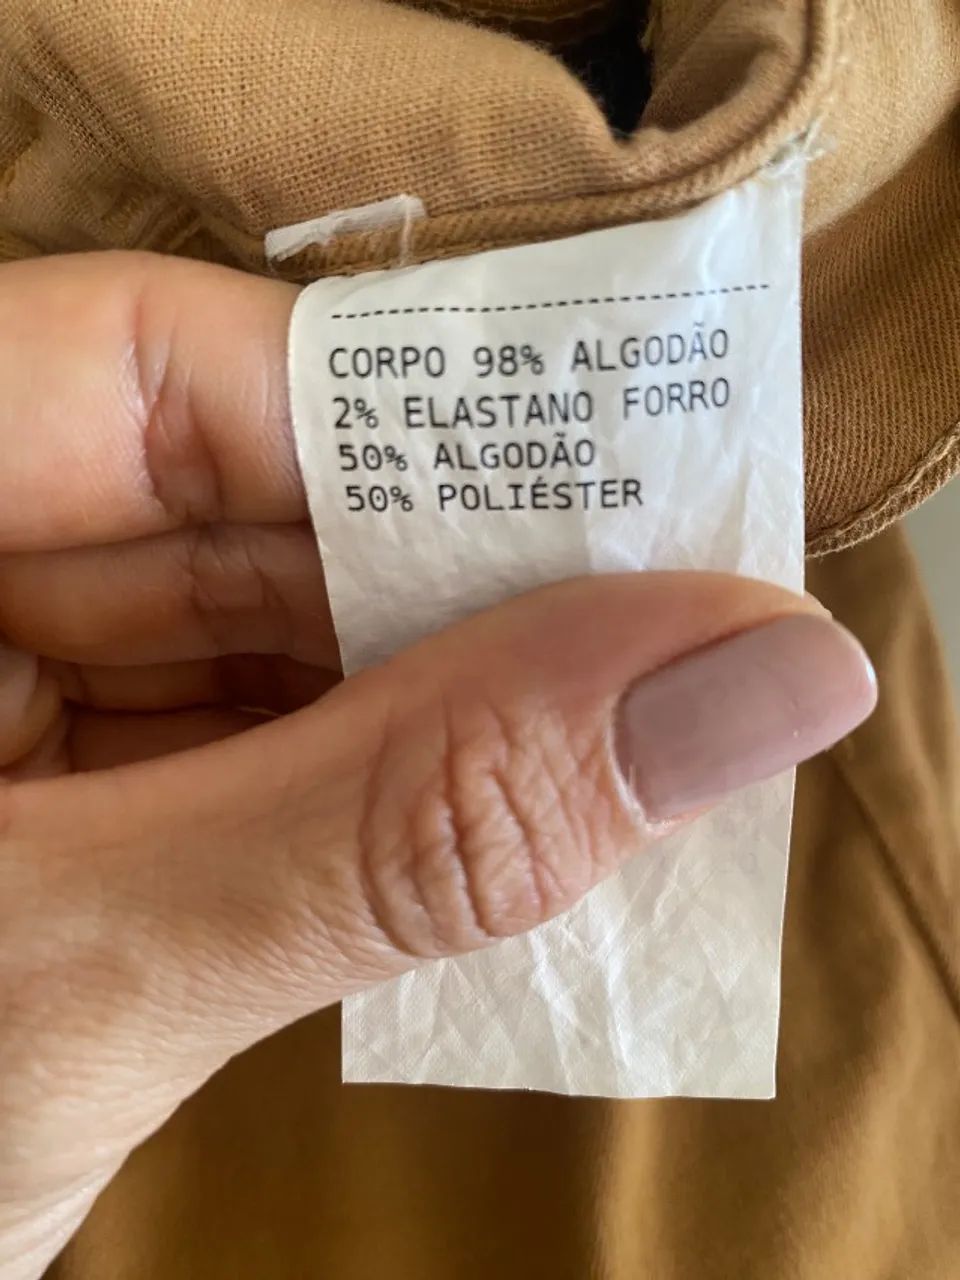 CORPO 98% ALGODÃO
2% ELASTANO FORRO
50% ALGODÃO
50% POLIÉSTER